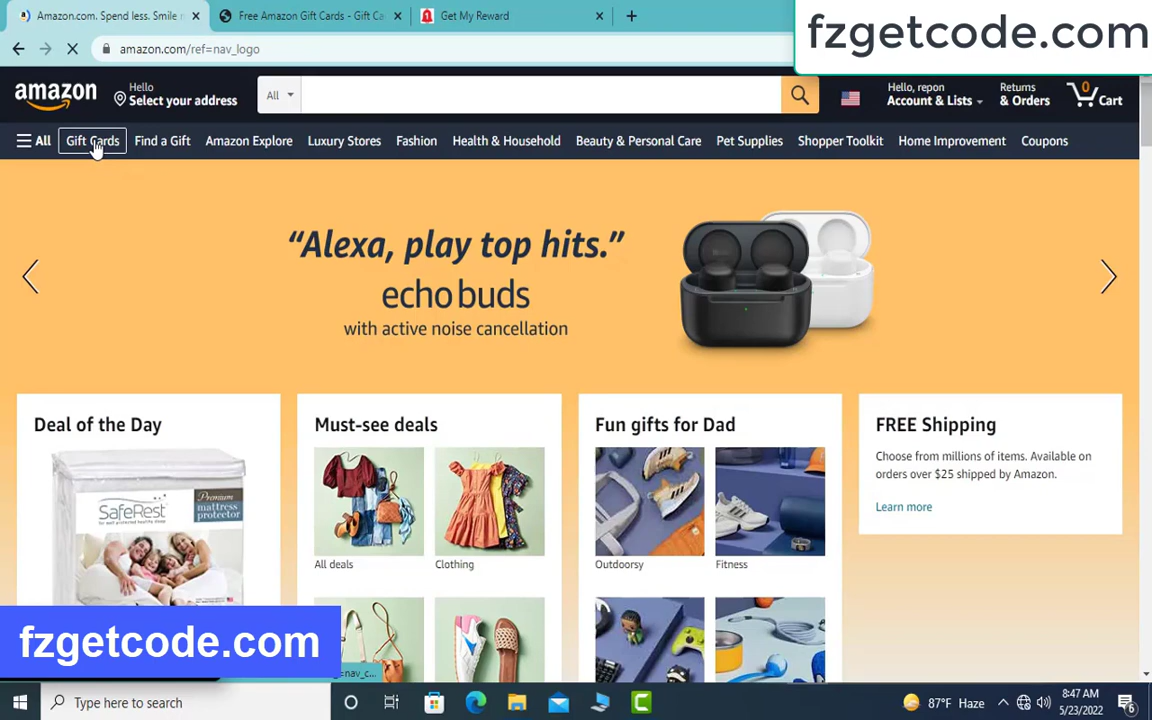 Amazon.com. Spend less. Smile
Free Amazon Gift Cards - Gift Ca
Get My Reward
fzgetcode.com
amazon.com/ref=nav_logo
amazon
Hello
Select your address
All
Hello, repon
Account & Lists
Returns
& Orders
0
Cart
All
Gift Cards
Find a Gift
Amazon Explore
Luxury Stores
Fashion
Health & Household
Beauty & Personal Care
Pet Supplies
Shopper Toolkit
Home Improvement
Coupons
“Alexa, play top hits.”
echo buds
with active noise cancellation
Deal of the Day
Must-see deals
Fun gifts for Dad
FREE Shipping
Choose from millions of items. Available on
orders over $25 shipped by Amazon.
Learn more
SafeRest
Premium
mattress
protector
All deals
Clothing
Outdoorsy
Fitness
fzgetcode.com
=nav_c...
Type here to search
87°F Haze
8:47 AM
5/23/2022
6